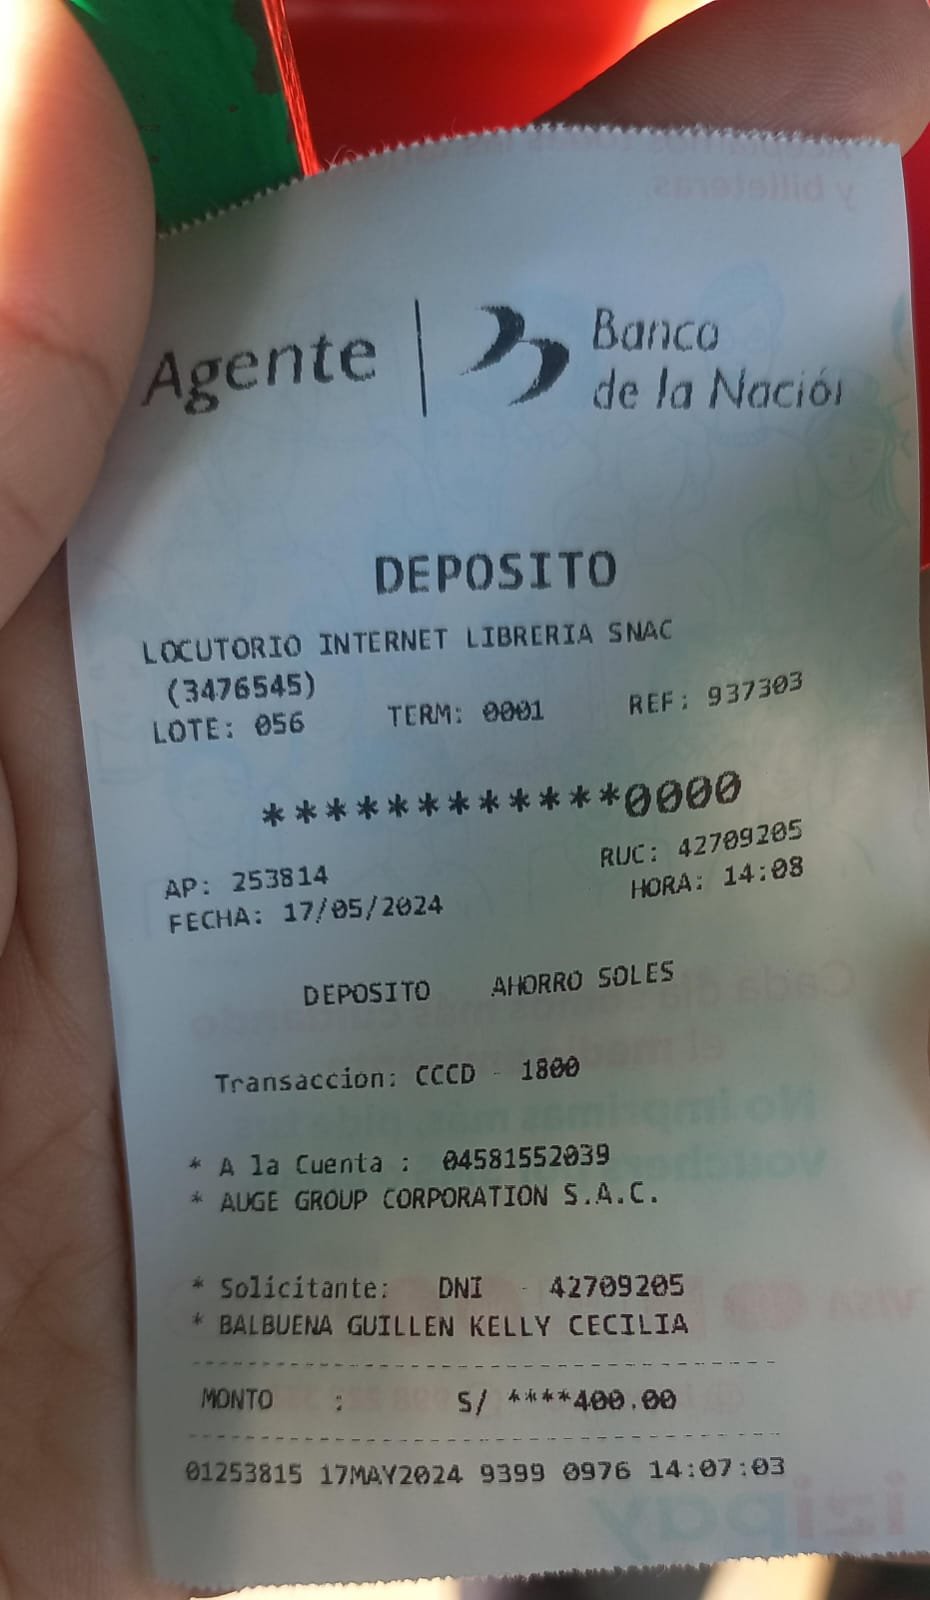 Agente | Banco
de la Nación
DEPOSITO
LOCUTORIO INTERNET LIBRERIA SNAC
(3476545)
LOTE: 056 TERM: 0001 REF: 937303
************0000
AP: 253814 RUC: 42709205
FECHA: 17/05/2024 HORA: 14:08
DEPOSITO AHORRO SOLES
Transaccion: CCCD - 1800
* A la Cuenta : 04581552039
* AUGE GROUP CORPORATION S.A.C.
* Solicitante: DNI - 42709205
* BALBUENA GUILLEN KELLY CECILIA
MONTO : S/ ****400.00
01253815 17MAY2024 9399 0976 14:07:03